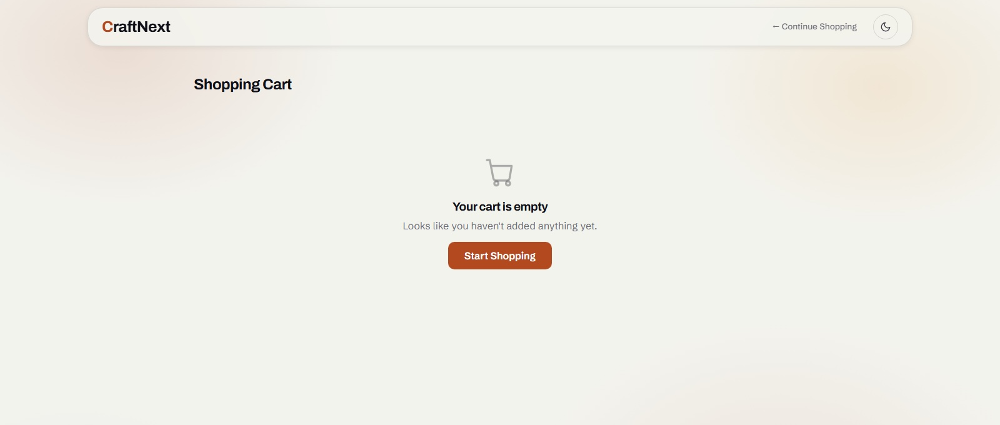 CraftNext
← Continue Shopping
Shopping Cart
Your cart is empty
Looks like you haven't added anything yet.
Start Shopping